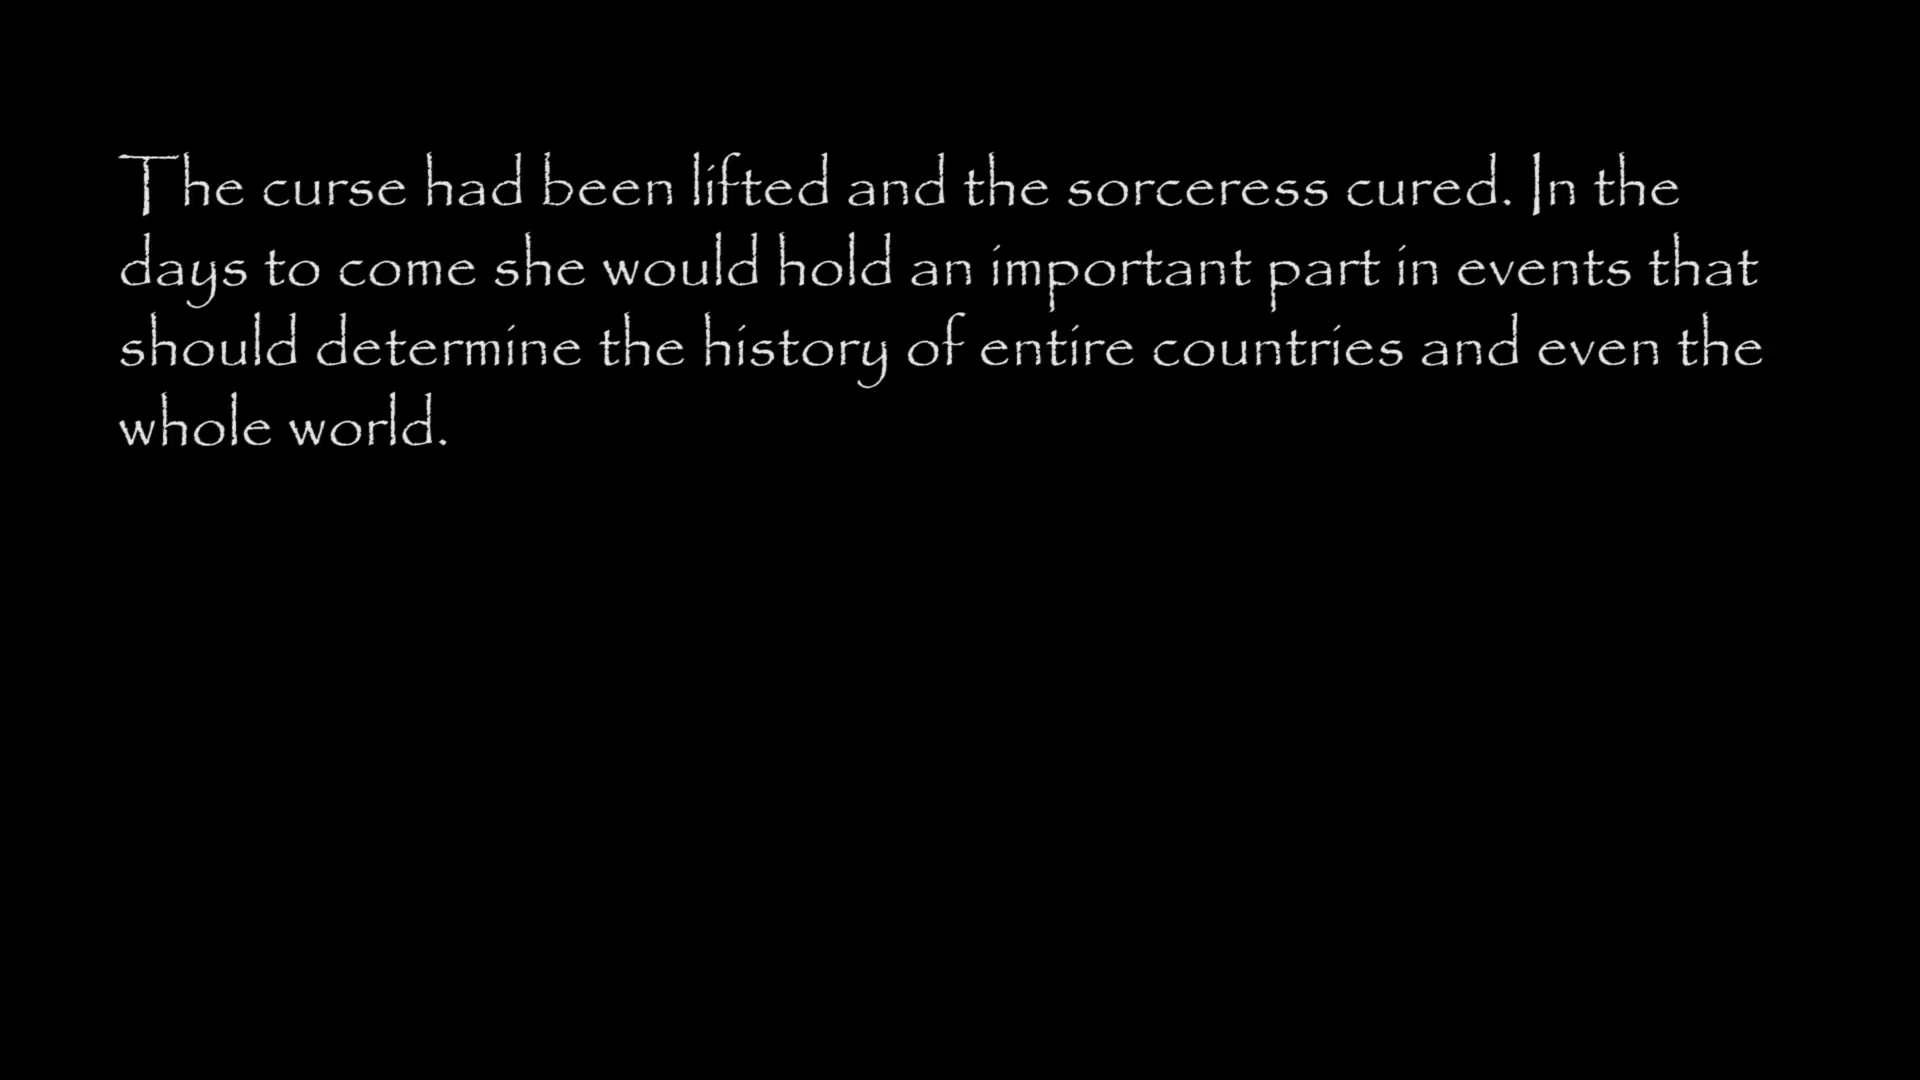 The curse had been lifted and the sorceress cured. In the
days to come she would hold an important part in events that
should determine the history of entire countries and even the
whole world.